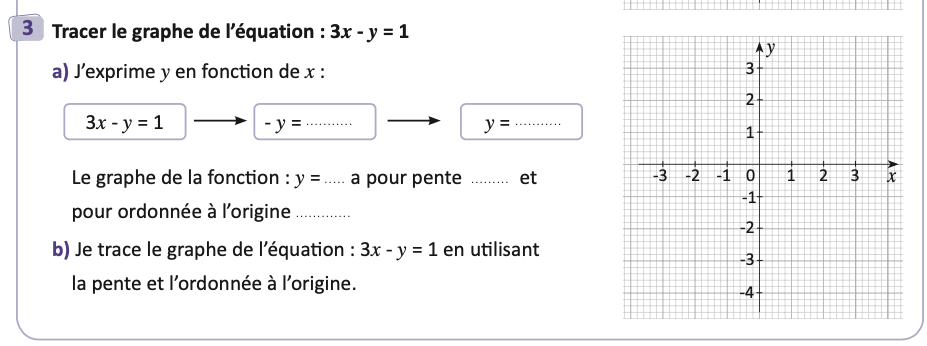 3 Tracer le graphe de l'équation : 3x - y = 1
a) J'exprime y en fonction de x :
3x - y = 1 → - y = ........... → y = ...........
Le graphe de la fonction : y = ..... a pour pente ......... et
pour ordonnée à l'origine .............
b) Je trace le graphe de l'équation : 3x - y = 1 en utilisant
la pente et l'ordonnée à l'origine.
y
3
2
1
-3 -2 -1 0 1 2 3 x
-1
-2
-3
-4